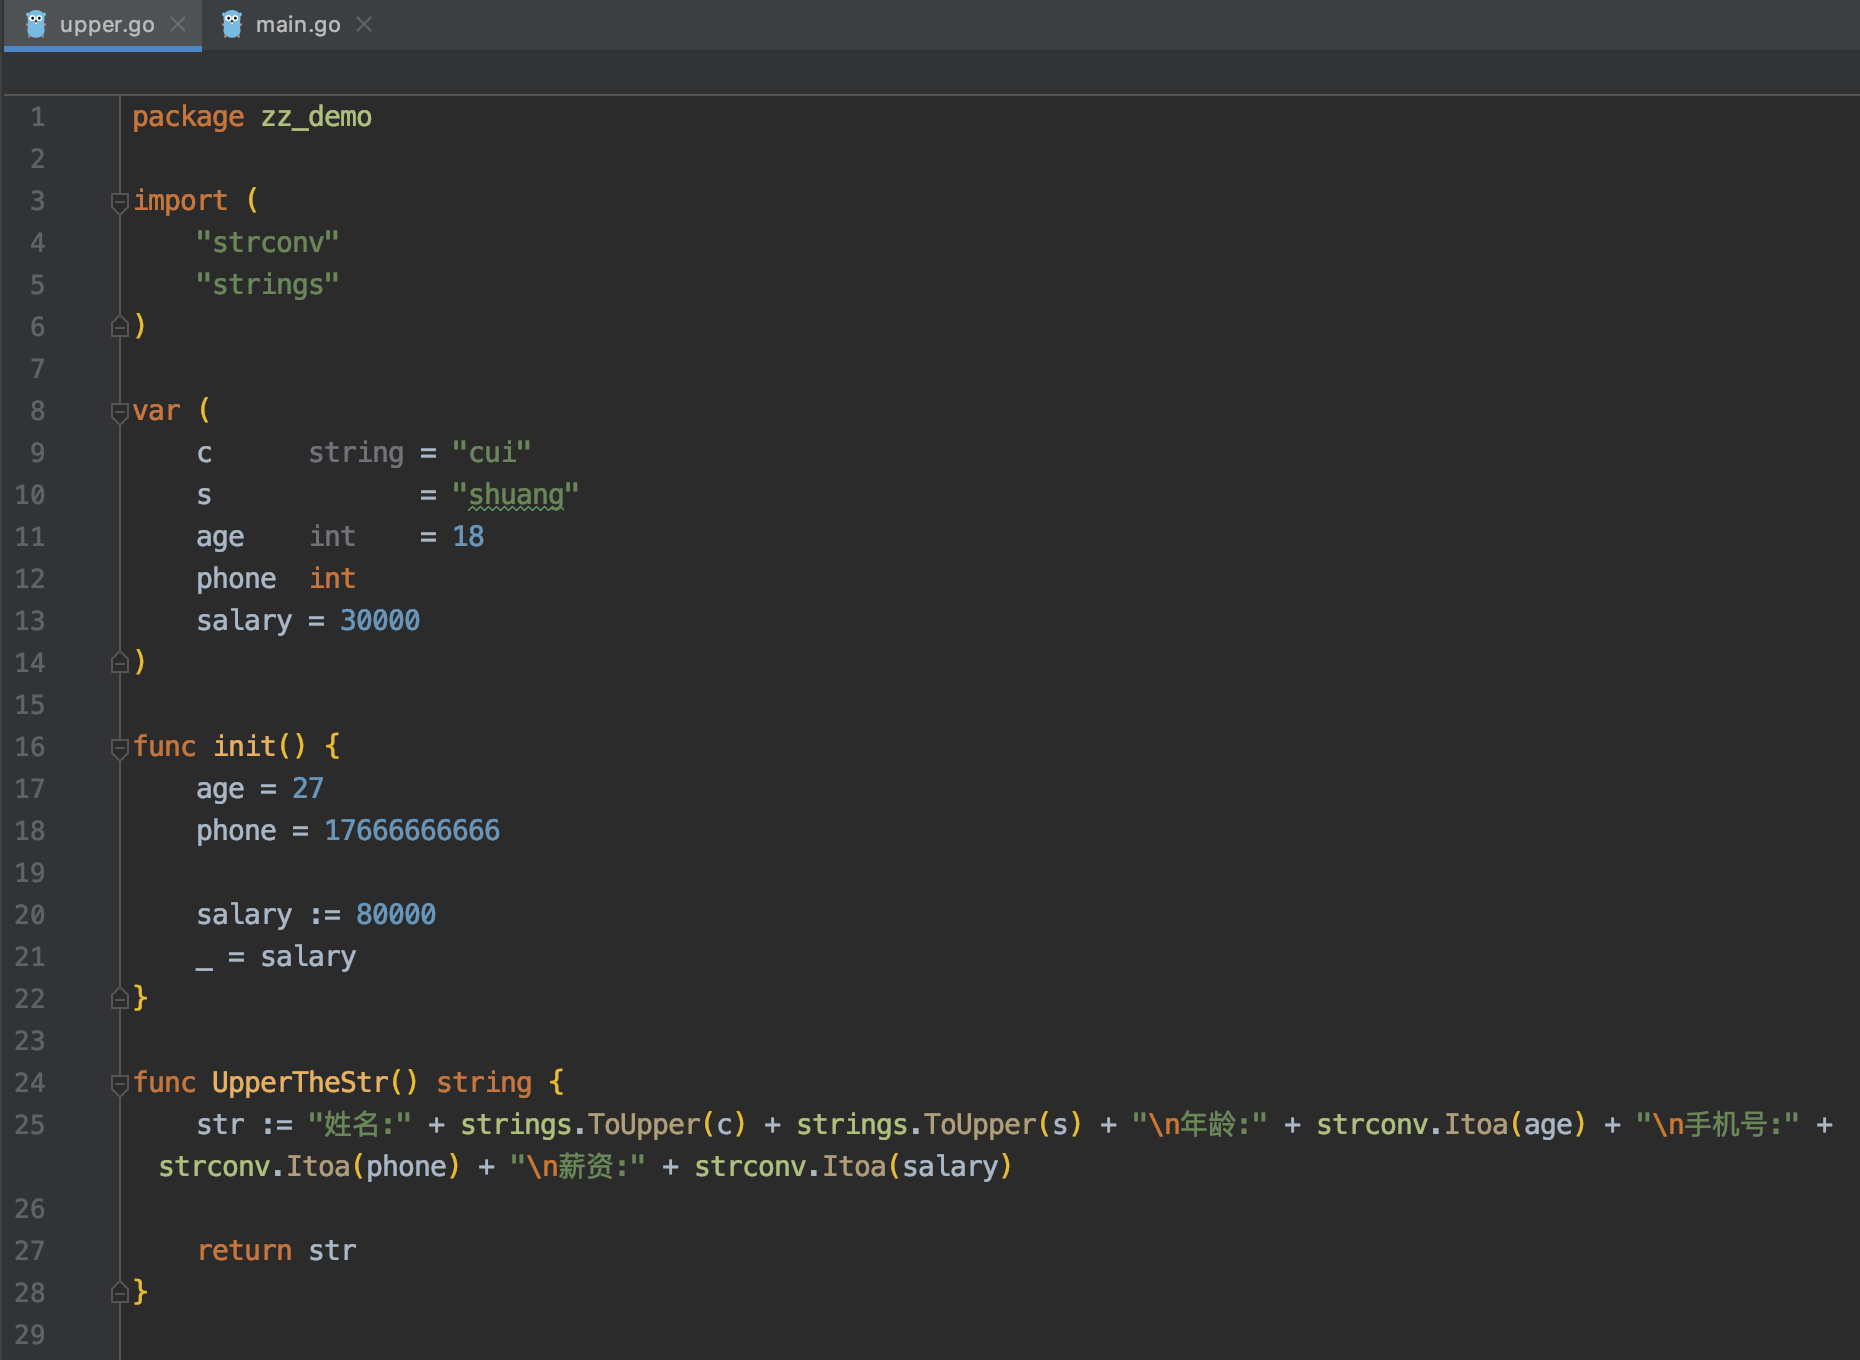 upper.go main.go
1 package zz_demo
2
3 import (
4 "strconv"
5 "strings"
6 )
7
8 var (
9 c string = "cui"
10 s = "shuang"
11 age int = 18
12 phone int
13 salary = 30000
14 )
15
16 func init() {
17 age = 27
18 phone = 17666666666
19
20 salary := 80000
21 _ = salary
22 }
23
24 func UpperTheStr() string {
25 str := "姓名:" + strings.ToUpper(c) + strings.ToUpper(s) + "\n年龄:" + strconv.Itoa(age) + "\n手机号:" +
strconv.Itoa(phone) + "\n薪资:" + strconv.Itoa(salary)
26
27 return str
28 }
29